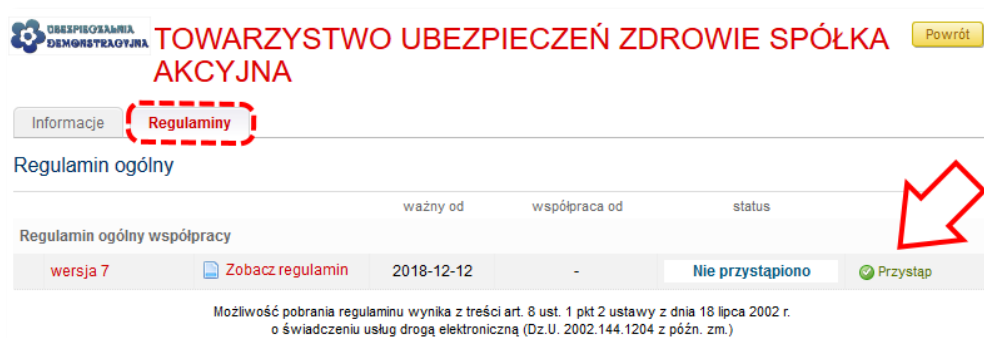 UBEZPIECZALNIA
DEMONSTRACYJNA
TOWARZYSTWO UBEZPIECZEŃ ZDROWIE SPÓŁKA
AKCYJNA
Powrót
Informacje Regulaminy
Regulamin ogólny
ważny od współpraca od status
Regulamin ogólny współpracy
wersja 7 Zobacz regulamin 2018-12-12 - Nie przystąpiono Przystąp
Możliwość pobrania regulaminu wynika z treści art. 8 ust. 1 pkt 2 ustawy z dnia 18 lipca 2002 r.
o świadczeniu usług drogą elektroniczną (Dz.U. 2002.144.1204 z późn. zm.)